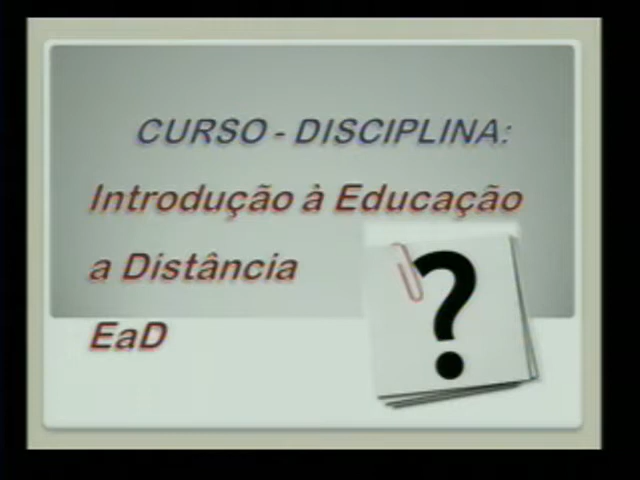 CURSO - DISCIPLINA:
Introdução à Educação
a Distância
EaD
?